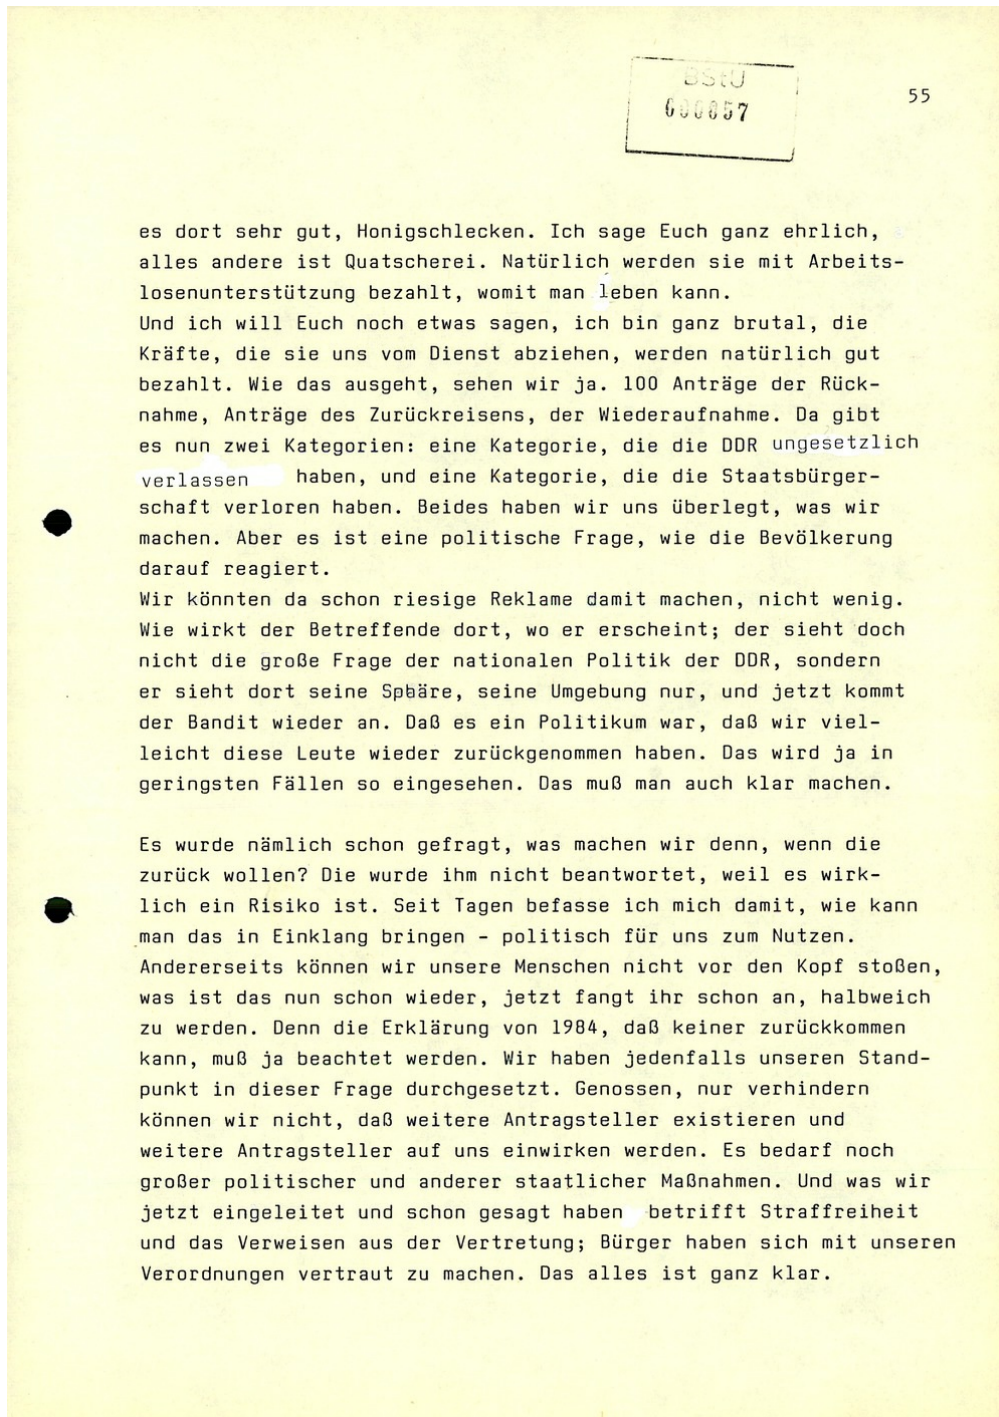 BStU
000057
55
es dort sehr gut, Honigschlecken. Ich sage Euch ganz ehrlich,
alles andere ist Quatscherei. Natürlich werden sie mit Arbeits-
losenunterstützung bezahlt, womit man leben kann.
Und ich will Euch noch etwas sagen, ich bin ganz brutal, die
Kräfte, die sie uns vom Dienst abziehen, werden natürlich gut
bezahlt. Wie das ausgeht, sehen wir ja. 100 Anträge der Rück-
nahme, Anträge des Zurückreisens, der Wiederaufnahme. Da gibt
es nun zwei Kategorien: eine Kategorie, die die DDR ungesetzlich
verlassen haben, und eine Kategorie, die die Staatsbürger-
schaft verloren haben. Beides haben wir uns überlegt, was wir
machen. Aber es ist eine politische Frage, wie die Bevölkerung
darauf reagiert.
Wir könnten da schon riesige Reklame damit machen, nicht wenig.
Wie wirkt der Betreffende dort, wo er erscheint; der sieht doch
nicht die große Frage der nationalen Politik der DDR, sondern
er sieht dort seine Sphäre, seine Umgebung nur, und jetzt kommt
der Bandit wieder an. Daß es ein Politikum war, daß wir viel-
leicht diese Leute wieder zurückgenommen haben. Das wird ja in
geringsten Fällen so eingesehen. Das muß man auch klar machen.
Es wurde nämlich schon gefragt, was machen wir denn, wenn die
zurück wollen? Die wurde ihm nicht beantwortet, weil es wirk-
lich ein Risiko ist. Seit Tagen befasse ich mich damit, wie kann
man das in Einklang bringen - politisch für uns zum Nutzen.
Andererseits können wir unsere Menschen nicht vor den Kopf stoßen,
was ist das nun schon wieder, jetzt fangt ihr schon an, halbweich
zu werden. Denn die Erklärung von 1984, daß keiner zurückkommen
kann, muß ja beachtet werden. Wir haben jedenfalls unseren Stand-
punkt in dieser Frage durchgesetzt. Genossen, nur verhindern
können wir nicht, daß weitere Antragsteller existieren und
weitere Antragsteller auf uns einwirken werden. Es bedarf noch
großer politischer und anderer staatlicher Maßnahmen. Und was wir
jetzt eingeleitet und schon gesagt haben betrifft Straffreiheit
und das Verweisen aus der Vertretung; Bürger haben sich mit unseren
Verordnungen vertraut zu machen. Das alles ist ganz klar.